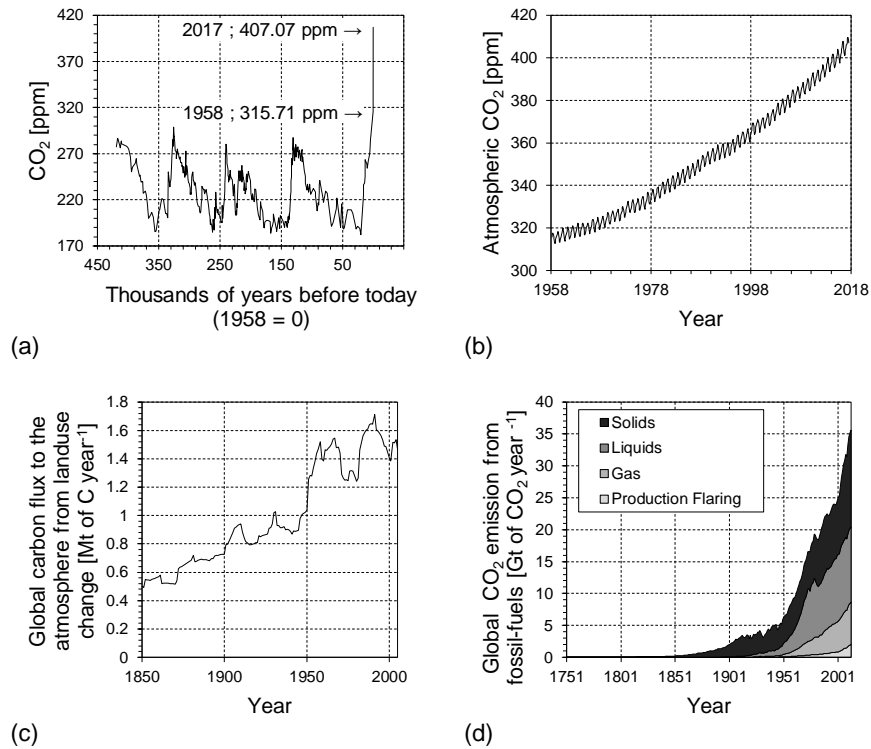 CO2 [ppm]
420
370
320
270
220
170
2017 ; 407.07 ppm →
1958 ; 315.71 ppm →
450 350 250 150 50
Thousands of years before today
(1958 = 0)
(a)
Atmospheric CO2 [ppm]
420
400
380
360
340
320
300
1958 1978 1998 2018
Year
(b)
Global carbon flux to the
atmosphere from landuse
change [Mt of C year-1]
1.8
1.6
1.4
1.2
1
0.8
0.6
0.4
0.2
0
1850 1900 1950 2000
Year
(c)
Global CO2 emission from
fossil-fuels [Gt of CO2 year -1]
40
35
30
25
20
15
10
5
0
Solids
Liquids
Gas
Production Flaring
1751 1801 1851 1901 1951 2001
Year
(d)